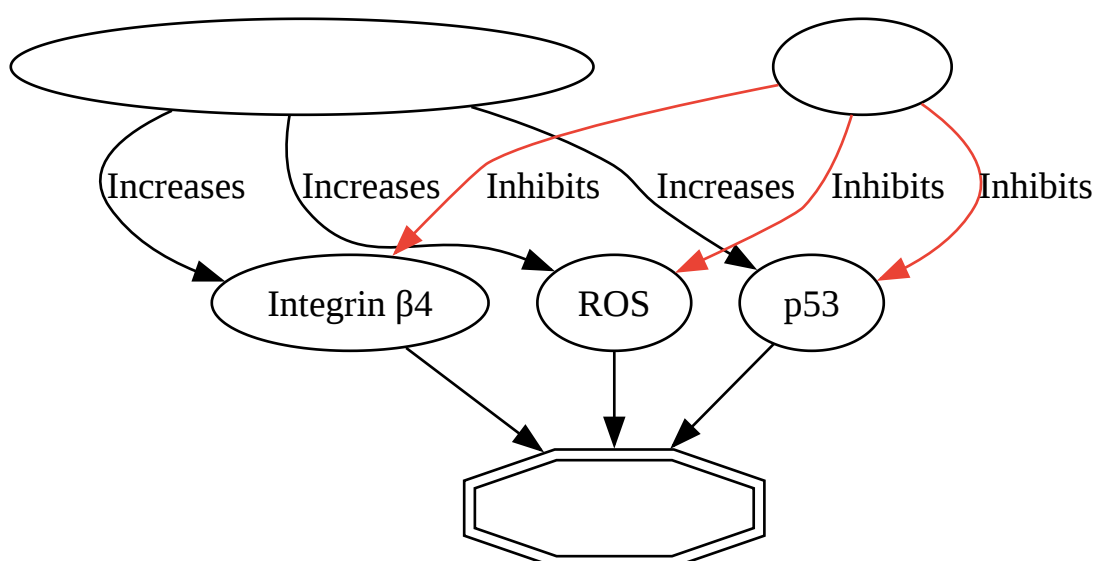 Increases
Increases
Inhibits
Increases
Inhibits
Inhibits
Integrin β4
ROS
p53